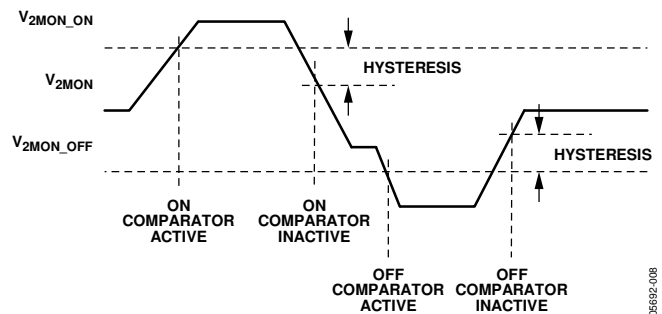 V2MON_ON
HYSTERESIS
V2MON
V2MON_OFF
HYSTERESIS
ON
COMPARATOR
ACTIVE
ON
COMPARATOR
INACTIVE
OFF
COMPARATOR
ACTIVE
OFF
COMPARATOR
INACTIVE
05692-008